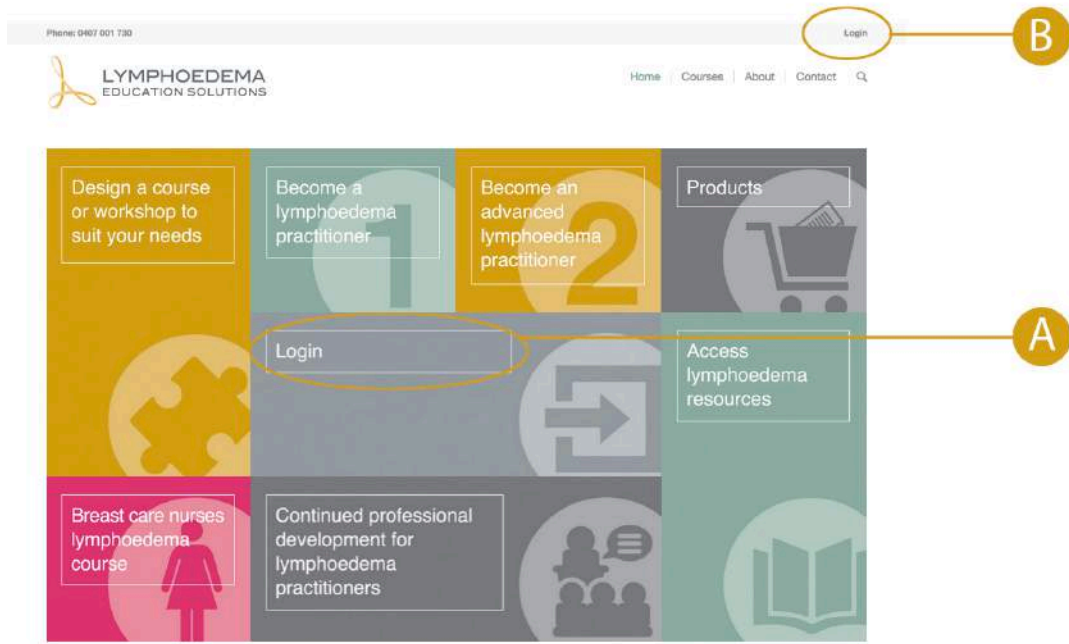 Phone: 0407 001 730
Login
B
LYMPHOEDEMA
EDUCATION SOLUTIONS
Home
Courses
About
Contact
Design a course
or workshop to
suit your needs
Become a
lymphoedema
practitioner
1
Become an
advanced
lymphoedema
practitioner
2
Products
Login
A
Access
lymphoedema
resources
Breast care nurses
lymphoedema
course
Continued professional
development for
lymphoedema
practitioners